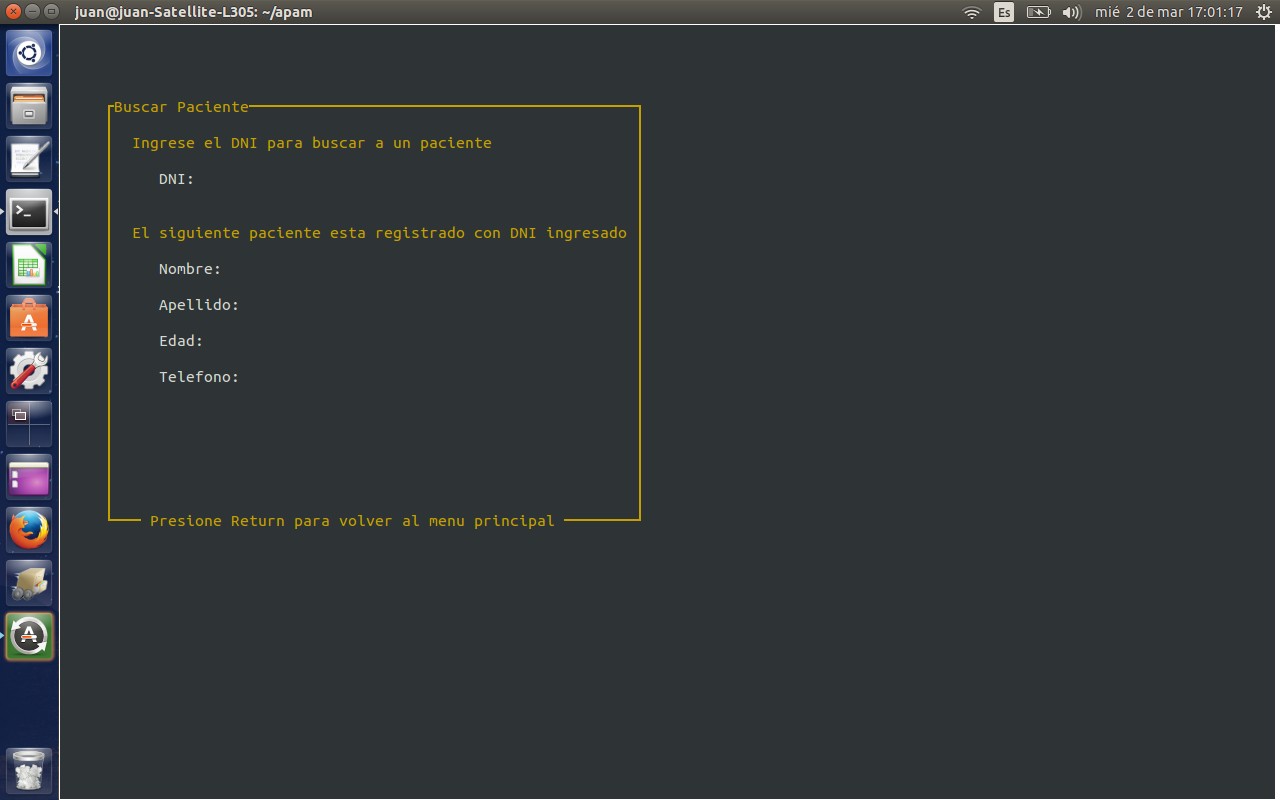 juan@juan-Satellite-L305: ~/apam
Es
mié 2 de mar 17:01:17
Buscar Paciente
Ingrese el DNI para buscar a un paciente
DNI:
El siguiente paciente esta registrado con DNI ingresado
Nombre:
Apellido:
Edad:
Telefono:
Presione Return para volver al menu principal